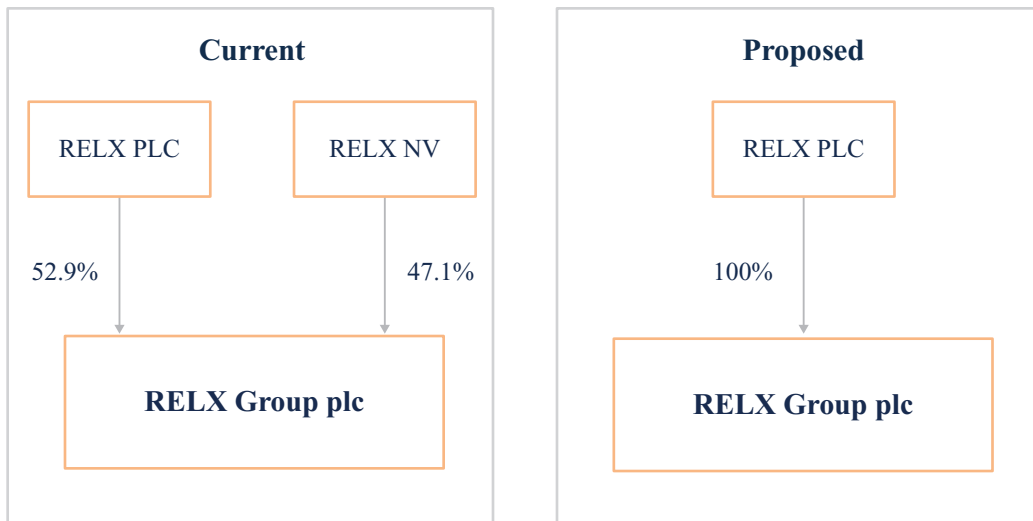 Current
RELX PLC
RELX NV
52.9%
47.1%
RELX Group plc
Proposed
RELX PLC
100%
RELX Group plc